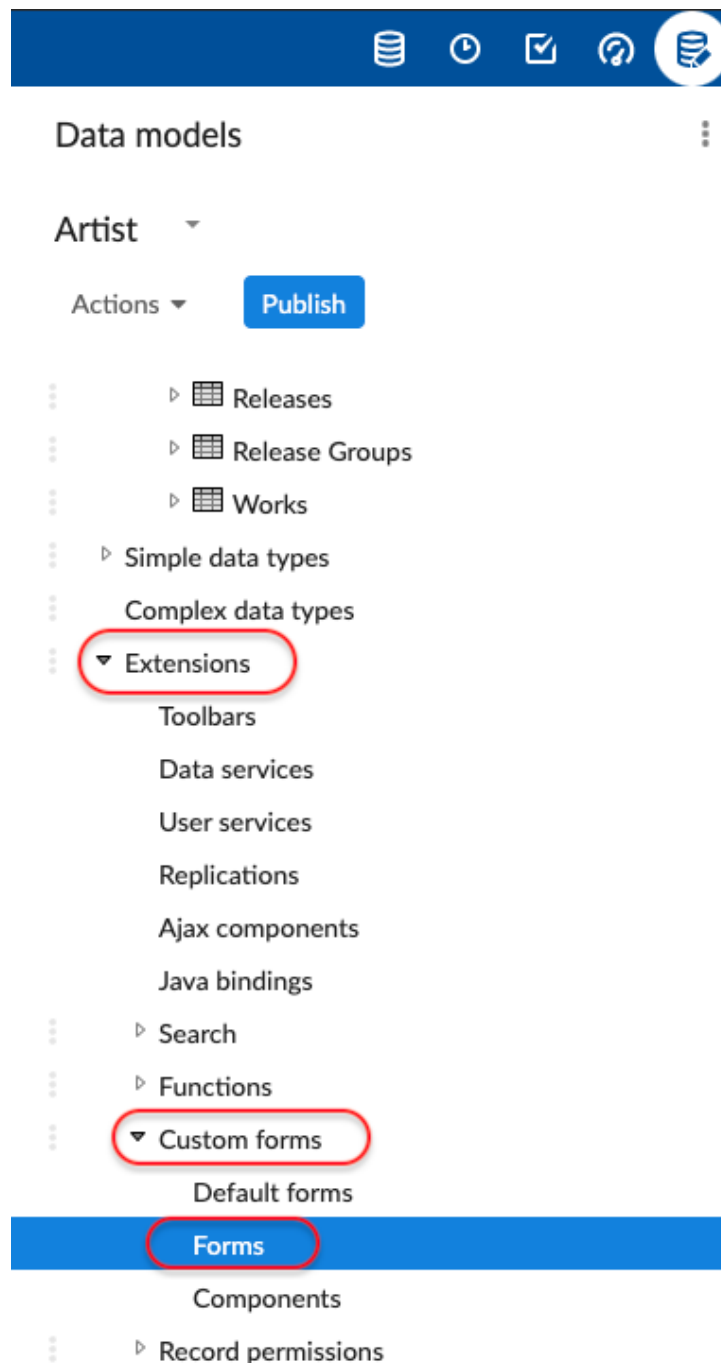 Data models
Artist
Actions Publish
Releases
Release Groups
Works
Simple data types
Complex data types
Extensions
Toolbars
Data services
User services
Replications
Ajax components
Java bindings
Search
Functions
Custom forms
Default forms
Forms
Components
Record permissions